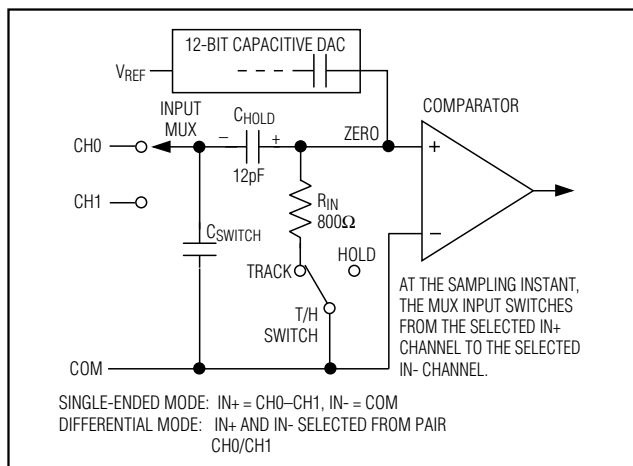 12-BIT CAPACITIVE DAC
VREF
COMPARATOR
INPUT
MUX
CHOLD
ZERO
CH0
– +
+
12pF
CH1
RIN
800Ω
CSWITCH
–
HOLD
TRACK
T/H
SWITCH
AT THE SAMPLING INSTANT,
THE MUX INPUT SWITCHES
FROM THE SELECTED IN+
CHANNEL TO THE SELECTED
IN- CHANNEL.
COM
SINGLE-ENDED MODE: IN+ = CH0–CH1, IN- = COM
DIFFERENTIAL MODE: IN+ AND IN- SELECTED FROM PAIR
CH0/CH1